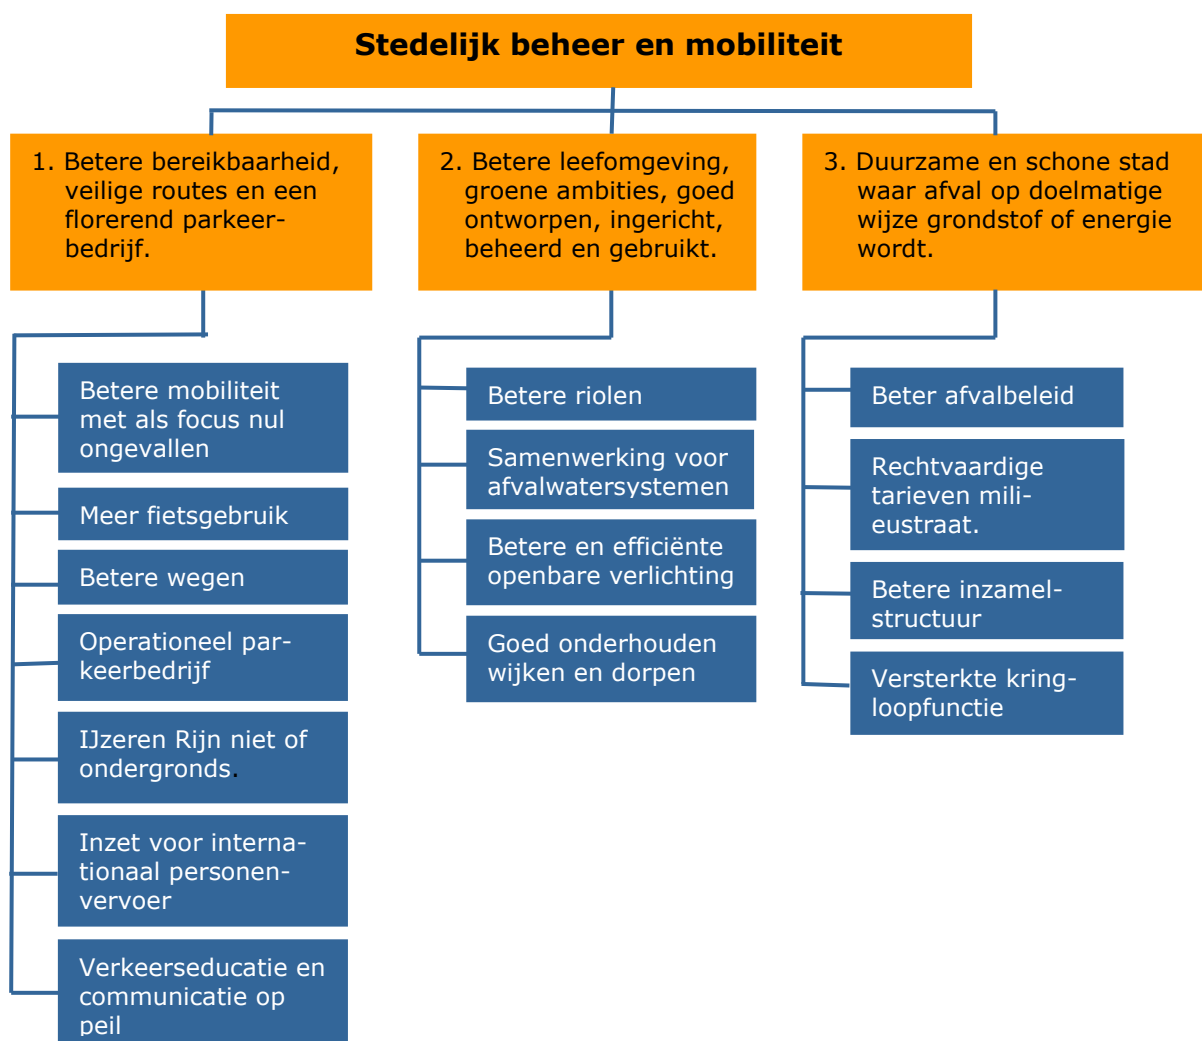 Stedelijk beheer en mobiliteit
1. Betere bereikbaarheid,
veilige routes en een
florerend parkeer-
bedrijf.
2. Betere leefomgeving,
groene ambities, goed
ontworpen, ingericht,
beheerd en gebruikt.
3. Duurzame en schone stad
waar afval op doelmatige
wijze grondstof of energie
wordt.
Betere mobiliteit
met als focus nul
ongevallen
Meer fietsgebruik
Betere wegen
Operationeel par-
keerbedrijf
IJzeren Rijn niet of
ondergronds.
Inzet voor interna-
tionaal personen-
vervoer
Verkeerseducatie en
communicatie op
peil
Betere riolen
Samenwerking voor
afvalwatersystemen
Betere en efficiënte
openbare verlichting
Goed onderhouden
wijken en dorpen
Beter afvalbeleid
Rechtvaardige
tarieven mili-
eustraat.
Betere inzamel-
structuur
Versterkte kring-
loopfunctie